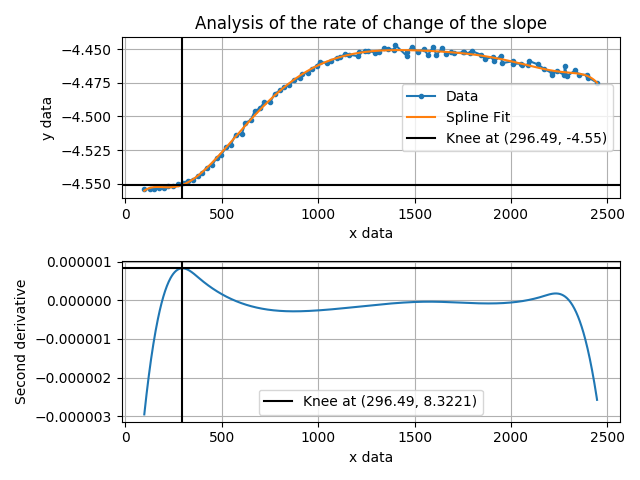 Analysis of the rate of change of the slope
−4.450
−4.475
−4.500
−4.525
−4.550
y data
Data
Spline Fit
Knee at (296.49, -4.55)
0 500 1000 1500 2000 2500
x data
0.000001
0.000000
−0.000001
−0.000002
−0.000003
Second derivative
Knee at (296.49, 8.3221)
0 500 1000 1500 2000 2500
x data